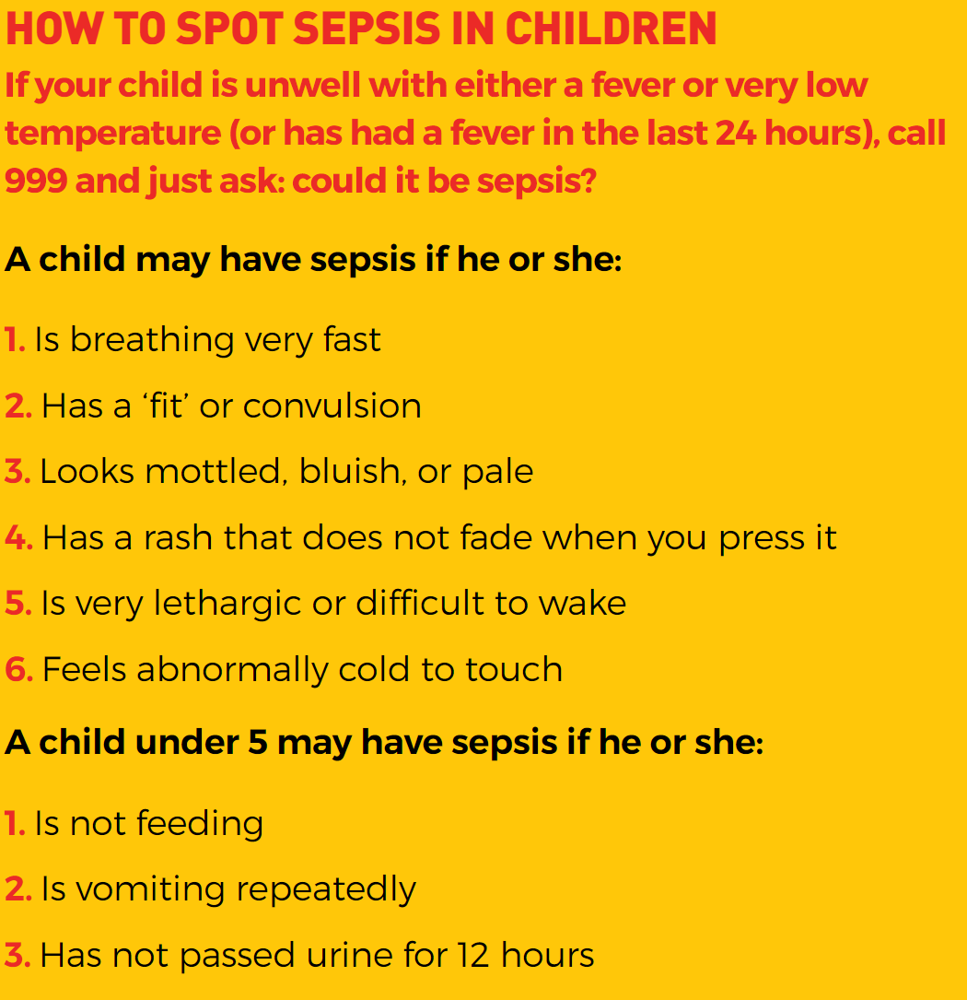 HOW TO SPOT SEPSIS IN CHILDREN
If your child is unwell with either a fever or very low
temperature (or has had a fever in the last 24 hours), call
999 and just ask: could it be sepsis?
A child may have sepsis if he or she:
1. Is breathing very fast
2. Has a ‘fit’ or convulsion
3. Looks mottled, bluish, or pale
4. Has a rash that does not fade when you press it
5. Is very lethargic or difficult to wake
6. Feels abnormally cold to touch
A child under 5 may have sepsis if he or she:
1. Is not feeding
2. Is vomiting repeatedly
3. Has not passed urine for 12 hours